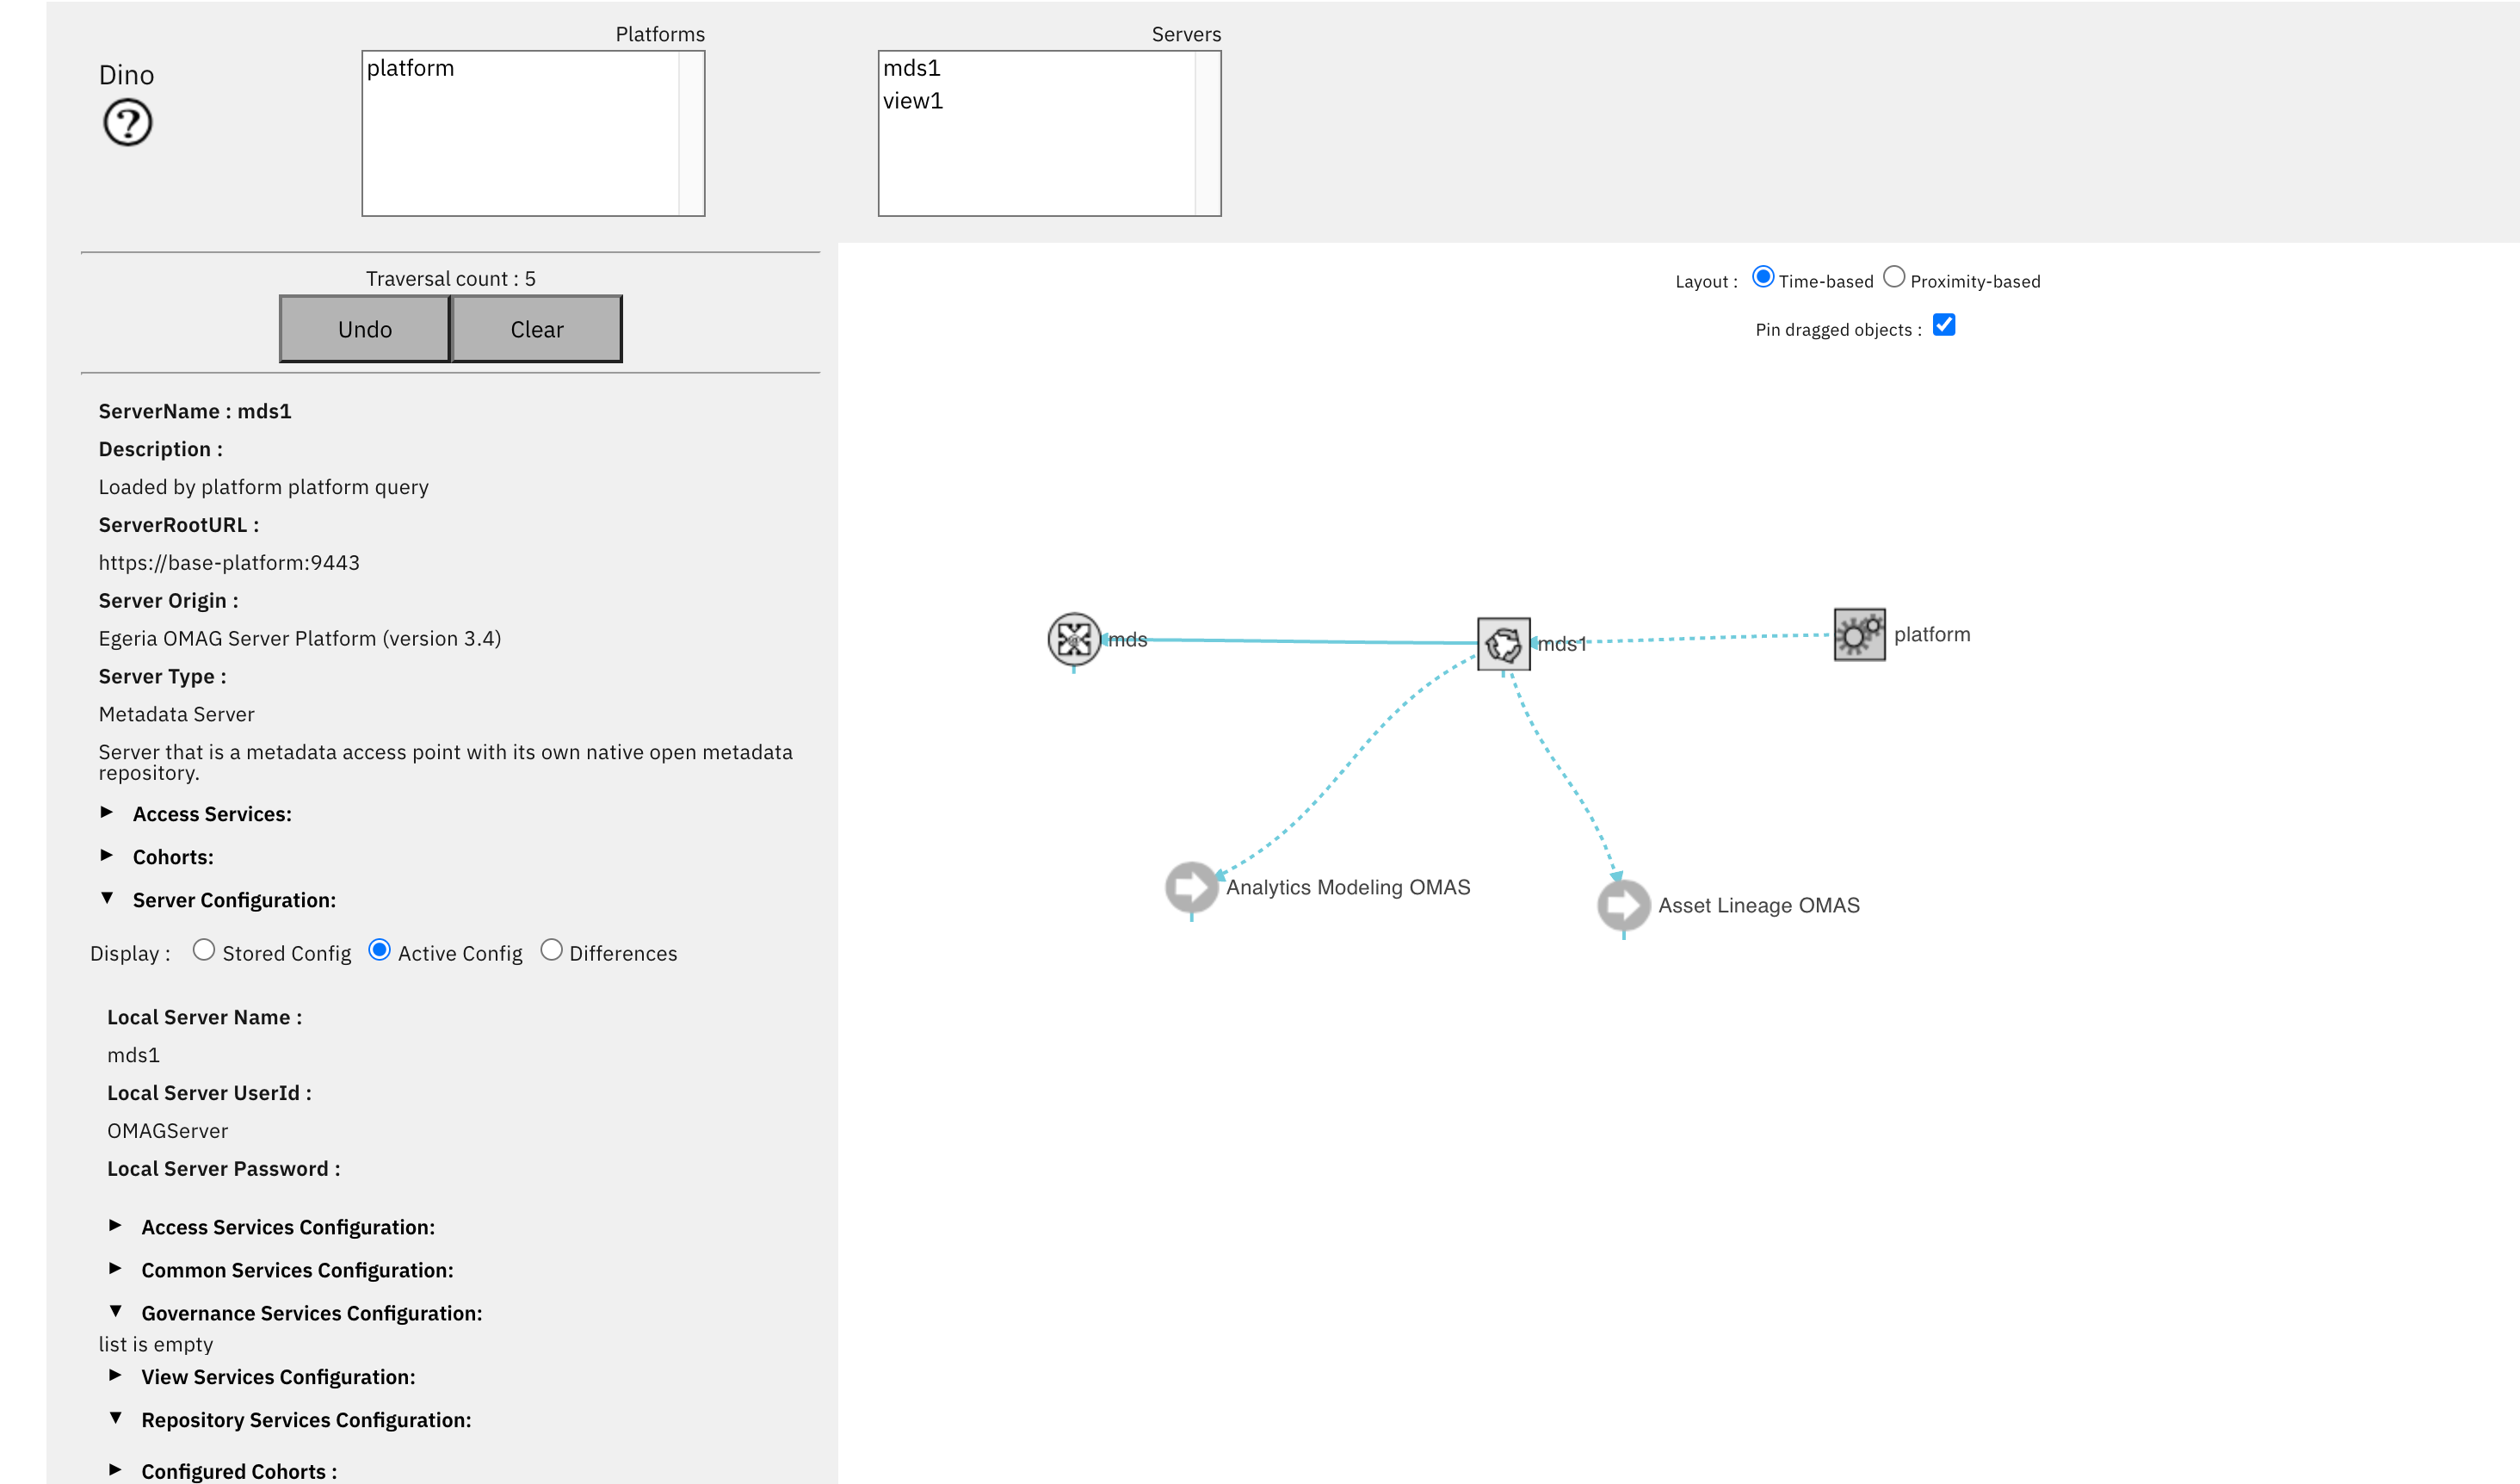 Dino
?
Platforms
platform
Servers
mds1
view1
Traversal count : 5
Undo
Clear
ServerName : mds1
Description :
Loaded by platform platform query
ServerRootURL :
https://base-platform:9443
Server Origin :
Egeria OMAG Server Platform (version 3.4)
Server Type :
Metadata Server
Server that is a metadata access point with its own native open metadata
repository.
Access Services:
Cohorts:
Server Configuration:
Display : Stored Config Active Config Differences
Local Server Name :
mds1
Local Server UserId :
OMAGServer
Local Server Password :
Access Services Configuration:
Common Services Configuration:
Governance Services Configuration:
list is empty
View Services Configuration:
Repository Services Configuration:
Configured Cohorts :
Layout : Time-based Proximity-based
Pin dragged objects :
mds
mds1
platform
Analytics Modeling OMAS
Asset Lineage OMAS